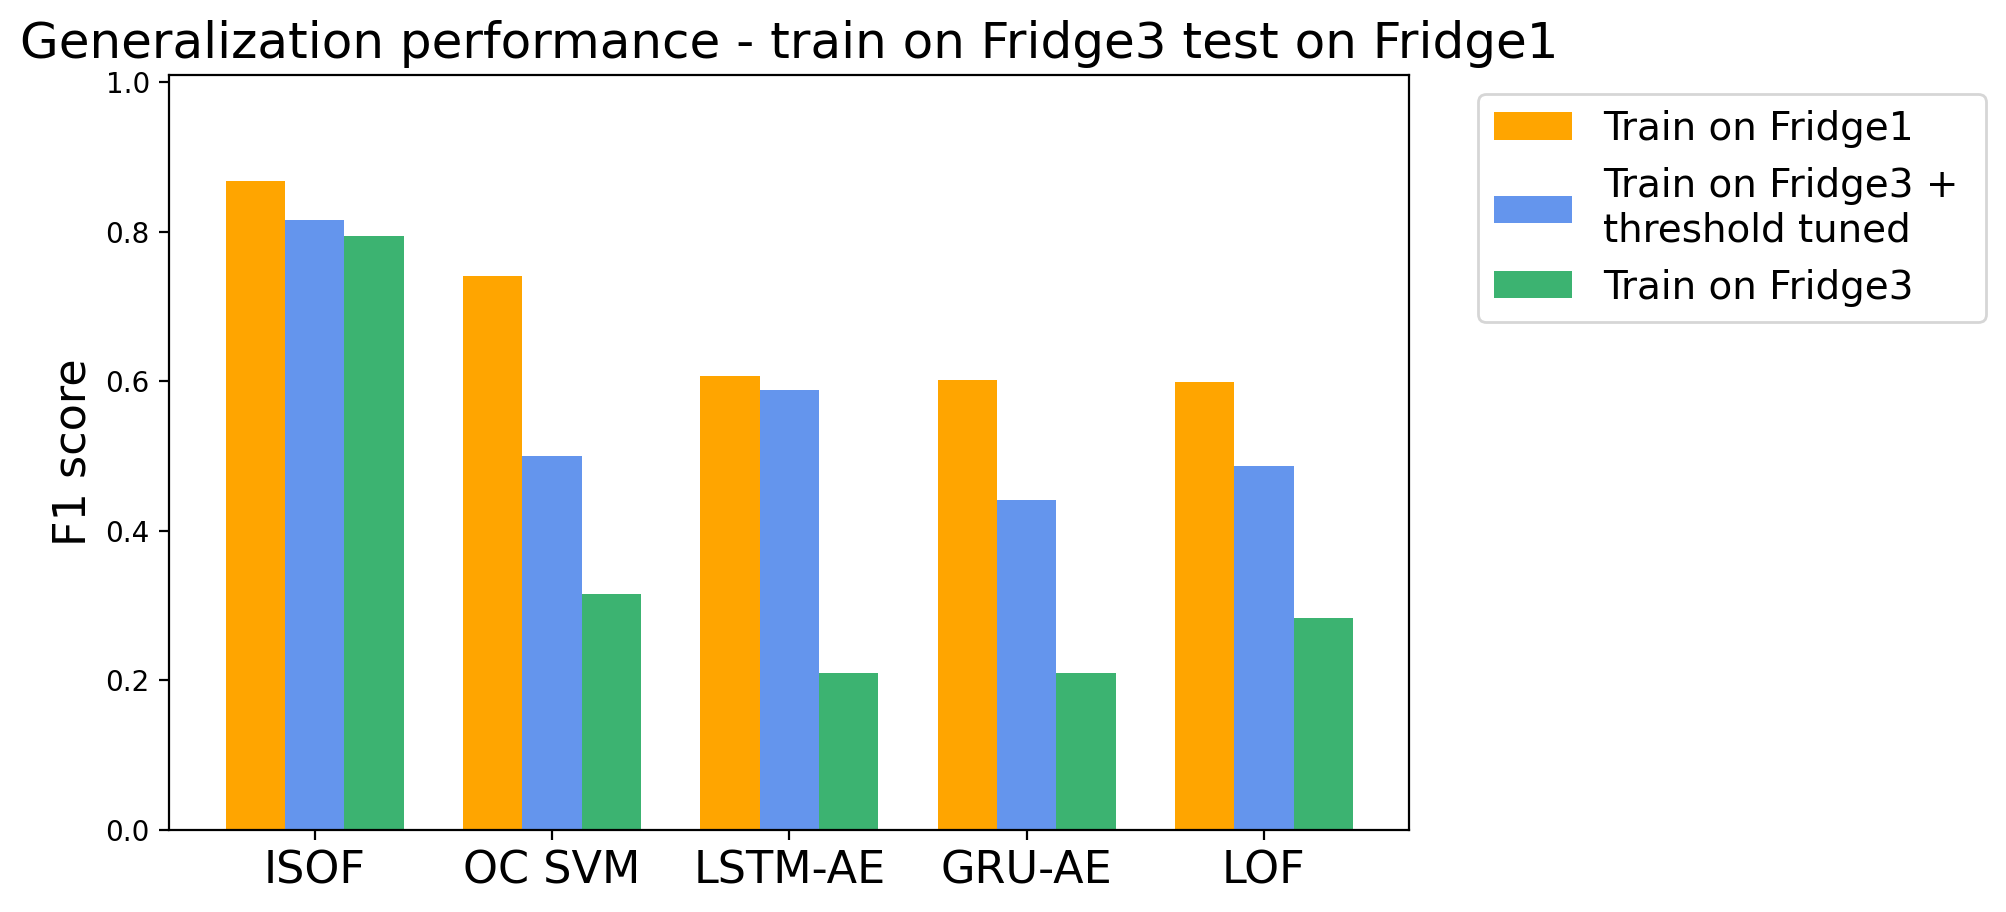 Generalization performance - train on Fridge3 test on Fridge1
1.0
0.8
0.6
0.4
0.2
0.0
F1 score
ISOF
OC SVM
LSTM-AE
GRU-AE
LOF
Train on Fridge1
Train on Fridge3 +
threshold tuned
Train on Fridge3